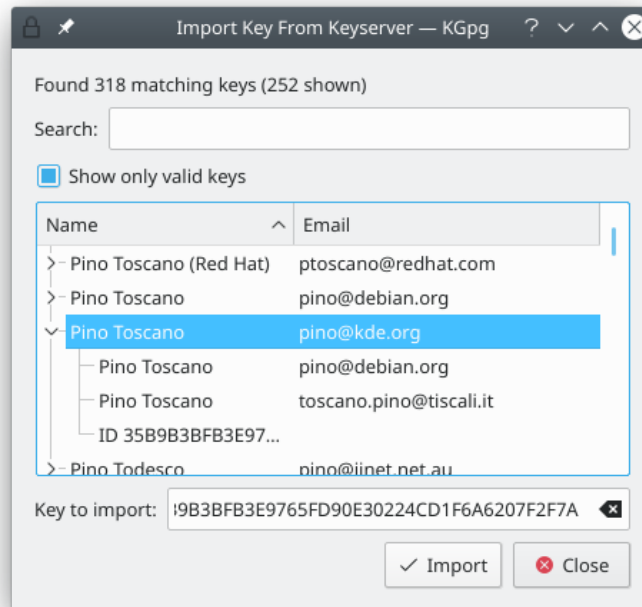 Import Key From Keyserver — KGpg
Found 318 matching keys (252 shown)
Search:
Show only valid keys
Name Email
Pino Toscano (Red Hat) ptoscano@redhat.com
Pino Toscano pino@debian.org
Pino Toscano pino@kde.org
Pino Toscano pino@debian.org
Pino Toscano toscano.pino@tiscali.it
ID 35B9B3BFB3E97...
Pino Todesco pino@iinet.net.au
Key to import: 9B3BFB3E9765FD90E30224CD1F6A6207F2F7A
Import Close